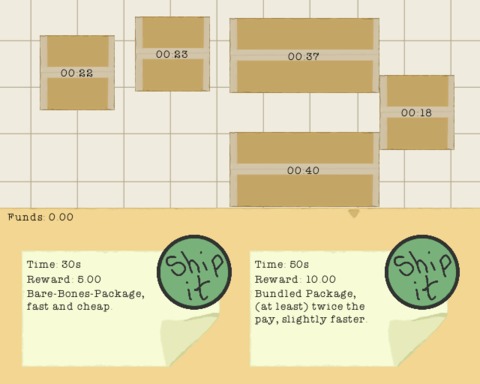 00:22
00:23
00:37
00:18
00:40
Funds: 0.00
Time: 30s
Reward: 5.00
Bare-Bones-Package,
fast and cheap.
Ship
it
Time: 50s
Reward: 10.00
Bundled Package,
(at least) twice the
pay, slightly faster.
Ship
it